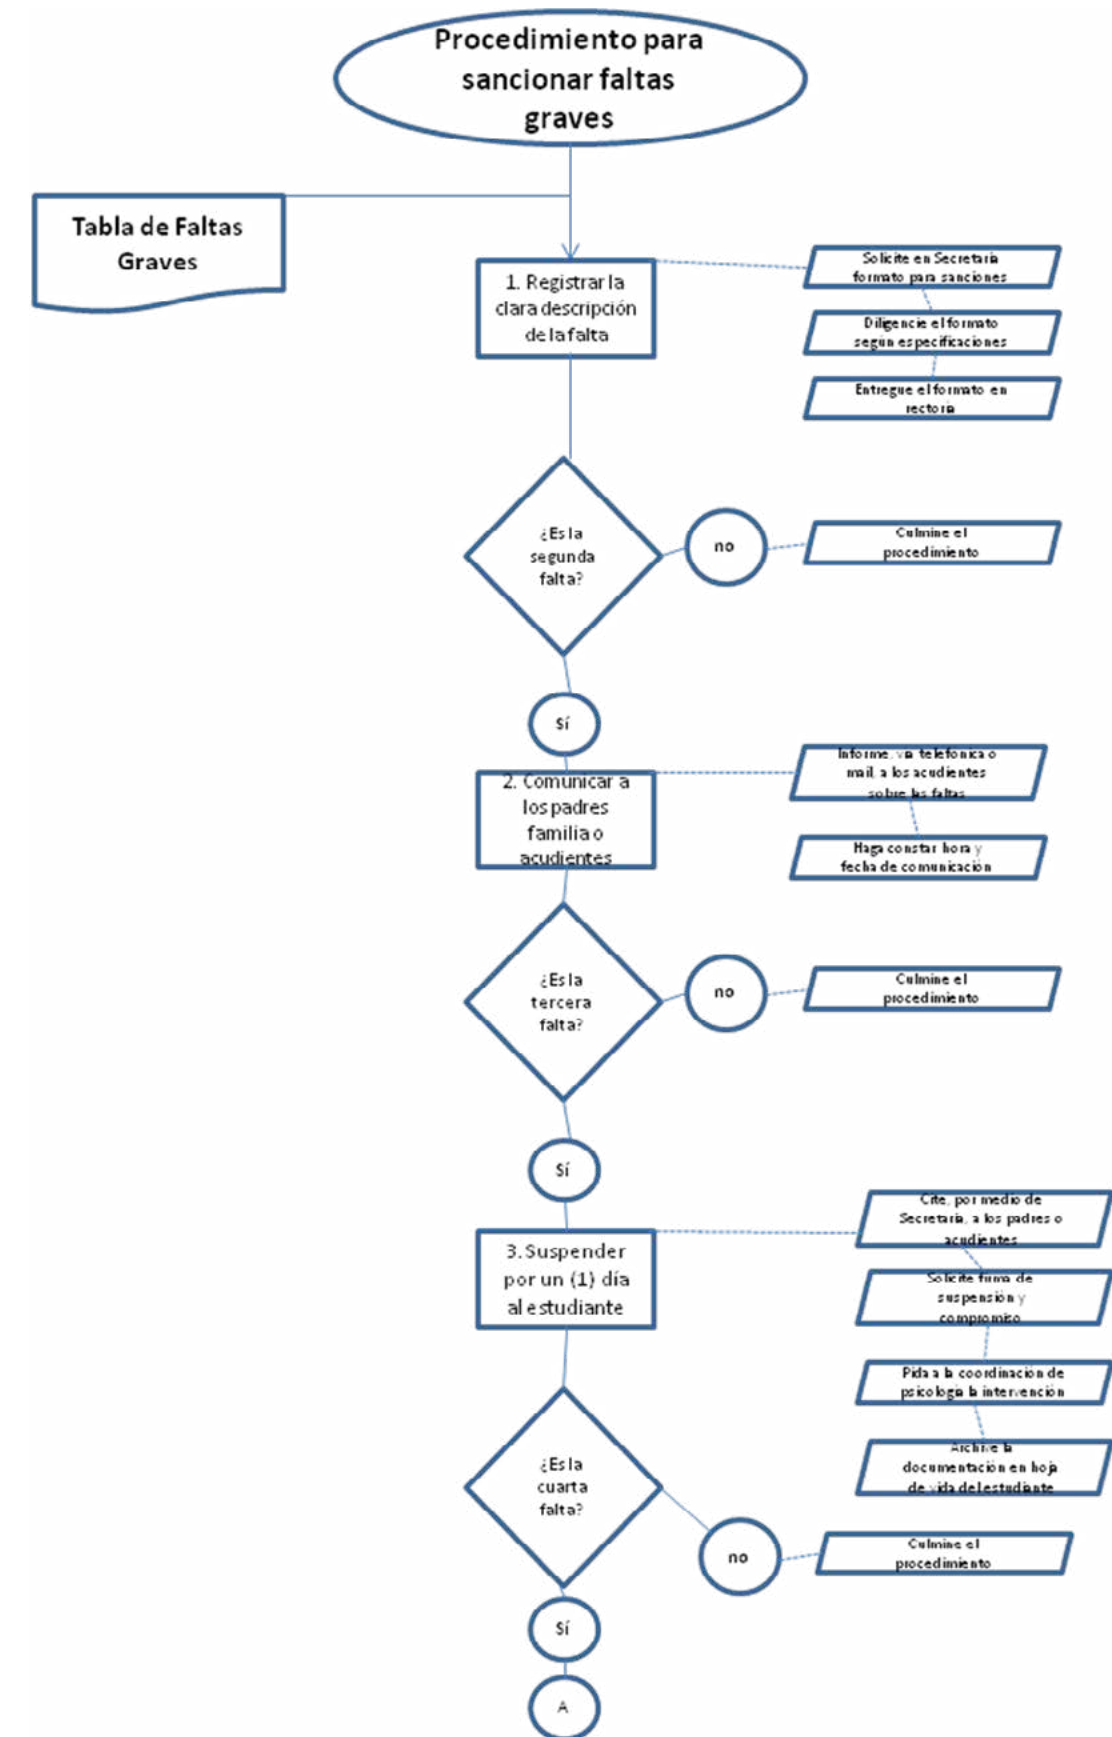 Procedimiento para
sancionar faltas
graves
Tabla de Faltas
Graves
1. Registrar la
clara descripción
de la falta
Solicite en Secretaría
formato para sanciones
Diligencie el formato
según especificaciones
Entregue el formato en
rectoría
¿Es la
segunda
falta?
no
Culmine el
procedimiento
Sí
2. Comunicar a
los padres
familia o
acudientes
Informe, vía telefónica o
mail, a los acudientes
sobre las faltas
Haga constar hora y
fecha de comunicación
¿Es la
tercera
falta?
no
Culmine el
procedimiento
Sí
3. Suspender
por un (1) día
al estudiante
Cite, por medio de
Secretaría, a los padres o
acudientes
Solicite firma de
suspensión y
compromiso
Pida a la coordinación de
psicología la intervención
Archive la
documentación en hoja
de vida del estudiante
¿Es la
cuarta
falta?
no
Culmine el
procedimiento
Sí
A